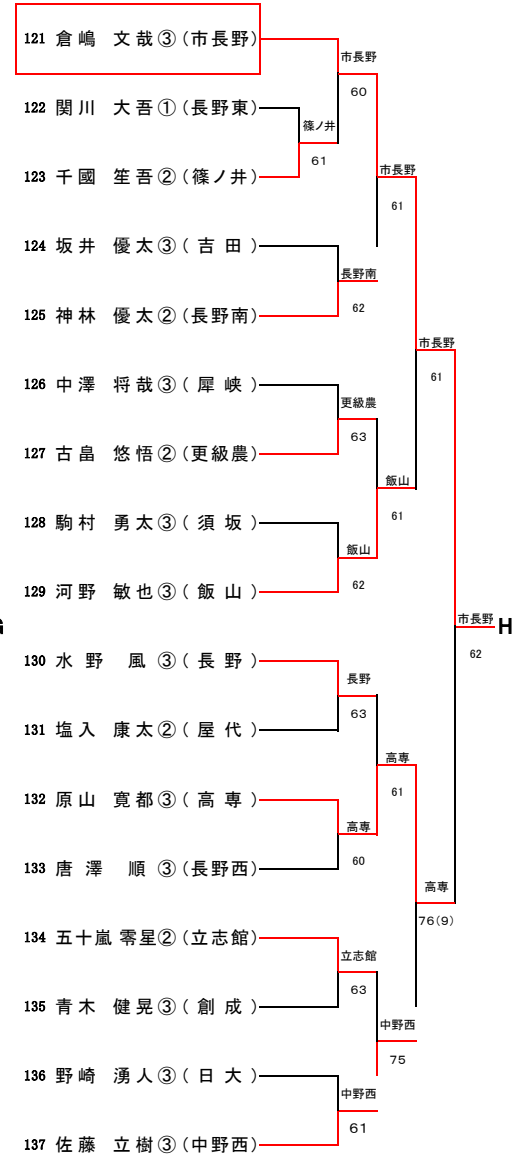 121 倉嶋 文哉③(市長野)
市長野
60
122 関川 大吾①(長野東)
篠ノ井
61
123 千國 笙吾②(篠ノ井)
市長野
61
124 坂井 優太③(吉田)
長野南
62
125 神林 優太②(長野南)
市長野
61
126 中澤 将哉③(犀峡)
更級農
63
127 古畠 悠悟②(更級農)
飯山
61
128 駒村 勇太③(須坂)
飯山
62
129 河野 敏也③(飯山)
G
市長野 H
62
130 水野 風③(長野)
長野
63
131 塩入 康太②(屋代)
高専
61
132 原山 寛都③(高専)
高専
60
133 唐澤 順③(長野西)
高専
76(9)
134 五十嵐 零星②(立志館)
立志館
63
135 青木 健晃③(創成)
中野西
75
136 野崎 湧人③(日大)
中野西
61
137 佐藤 立樹③(中野西)